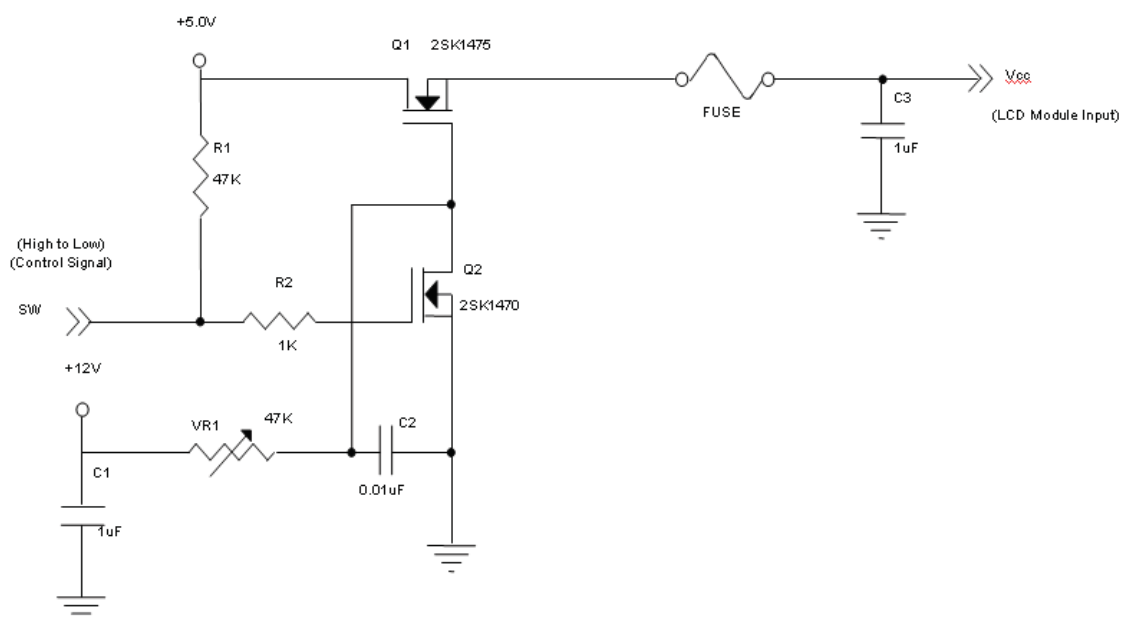 +5.0V
Q1 2SK1475
FUSE
Vcc
(LCD Module Input)
C3
1uF
R1
47K
(High to Low)
(Control Signal)
SW
R2
1K
Q2
2SK1470
+12V
VR1
47K
C2
0.01uF
C1
1uF